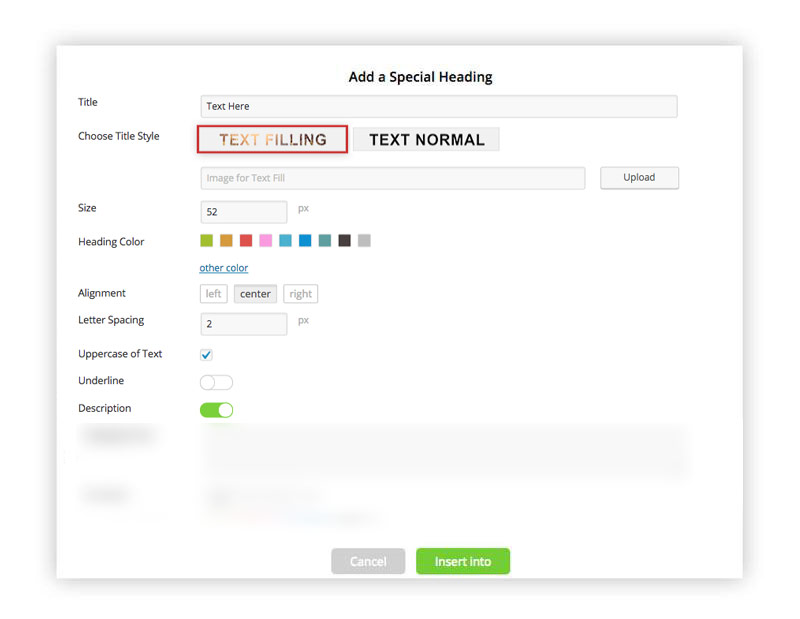 Add a Special Heading
Title
Text Here
Choose Title Style
TEXT FILLING
TEXT NORMAL
Image for Text Fill
Upload
Size
52
px
Heading Color
other color
Alignment
left
center
right
Letter Spacing
2
px
Uppercase of Text
Underline
Description
Cancel
Insert into